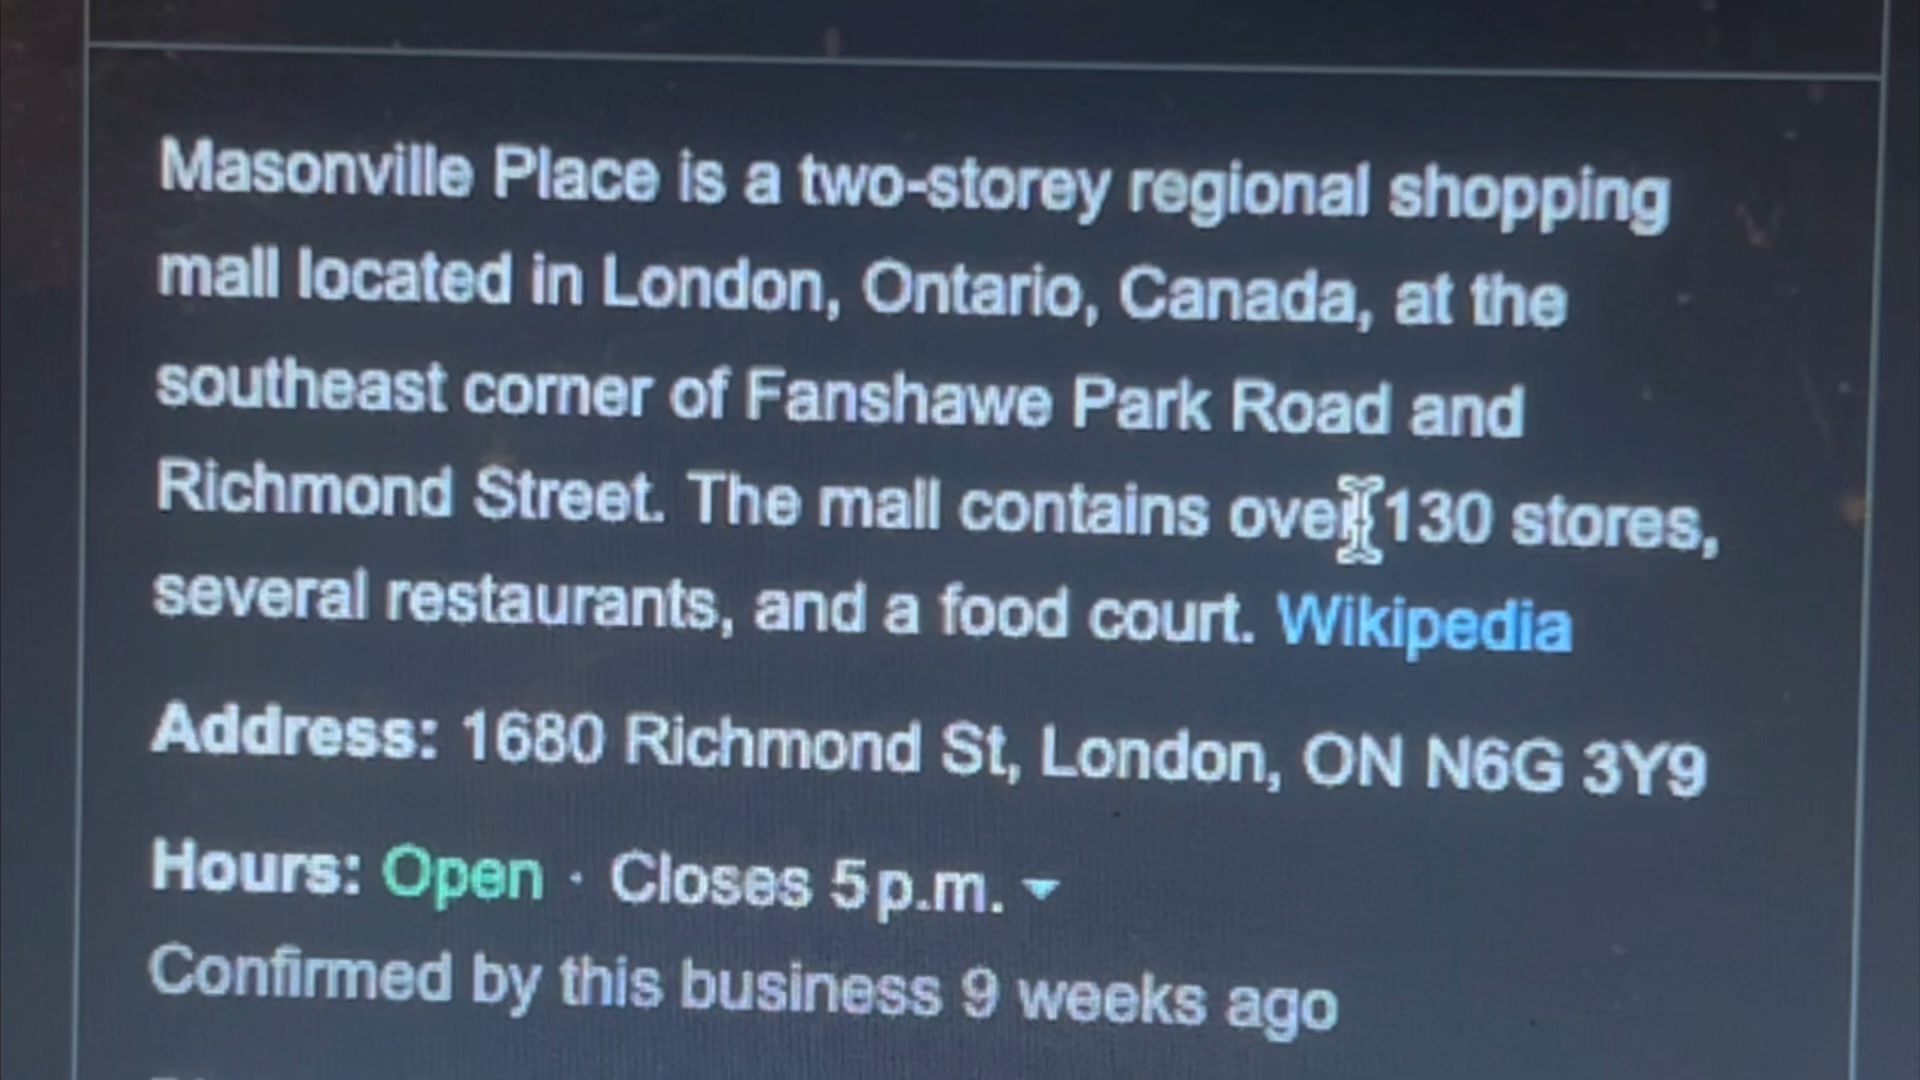 Masonville Place is a two-storey regional shopping
mall located in London, Ontario, Canada, at the
southeast corner of Fanshawe Park Road and
Richmond Street. The mall contains over 130 stores,
several restaurants, and a food court. Wikipedia
Address: 1680 Richmond St, London, ON N6G 3Y9
Hours: Open · Closes 5 p.m.
Confirmed by this business 9 weeks ago